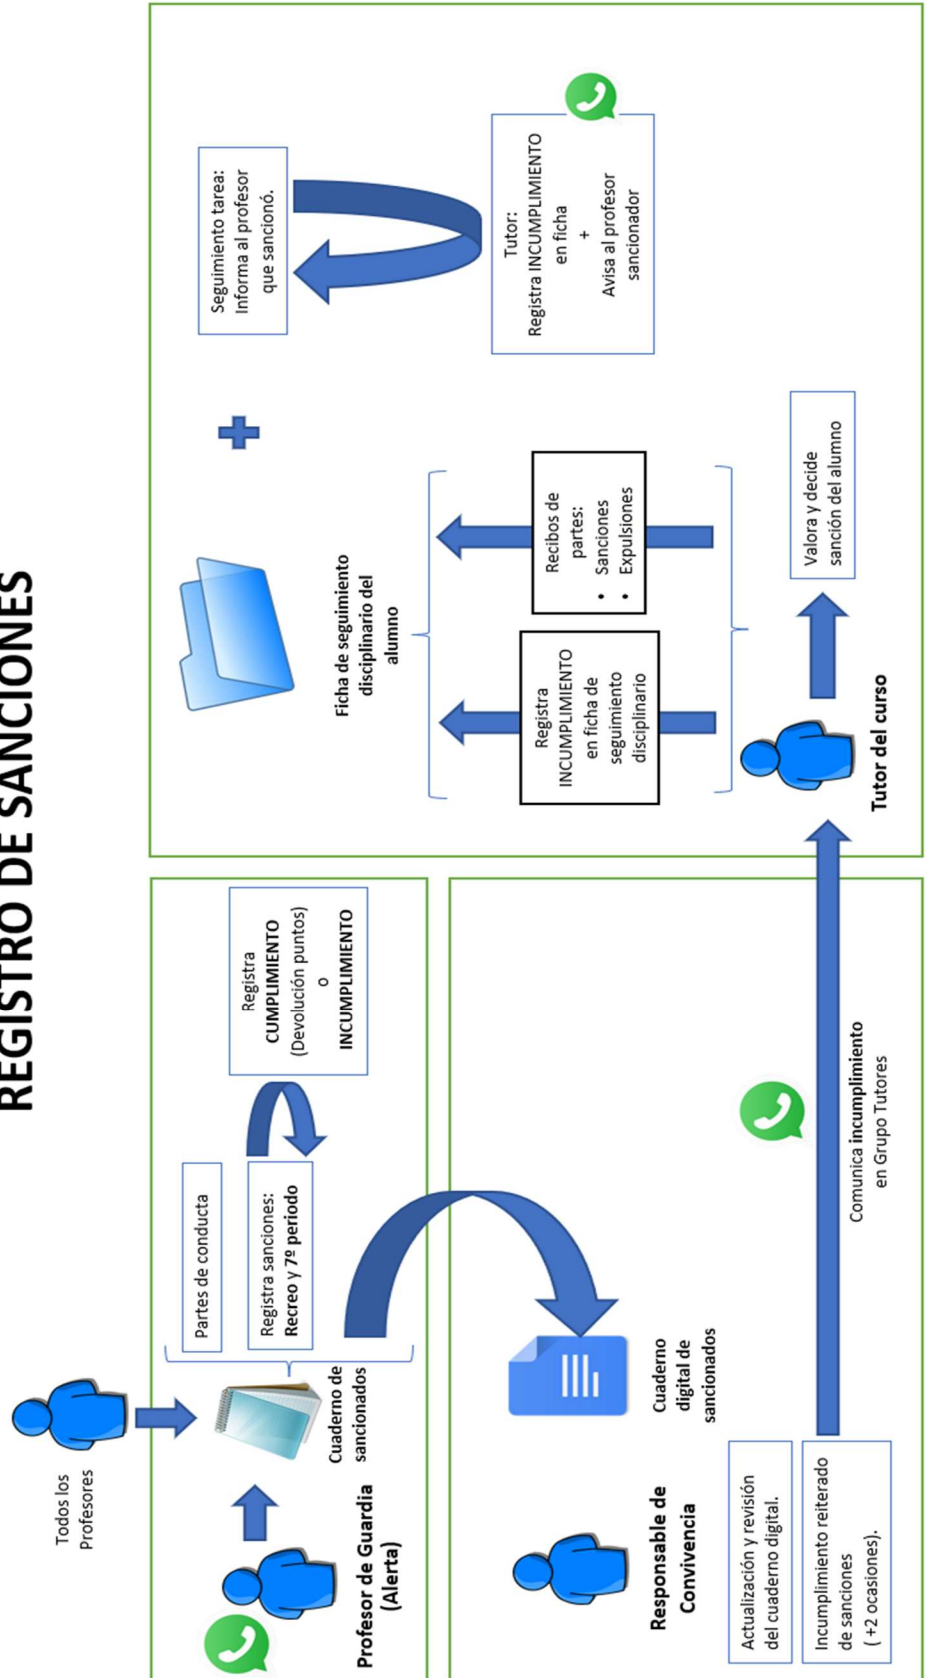 REGISTRO DE SANCIONES
Todos los
Profesores
Profesor de Guardia
(Alerta)
Cuaderno de
sancionados
Partes de conducta
Registra sanciones:
Recreo y 7º periodo
Registra
CUMPLIMIENTO
(Devolución puntos)
o
INCUMPLIMIENTO
Responsable de
Convivencia
Cuaderno
digital de
sancionados
Actualización y revisión
del cuaderno digital.
Incumplimiento reiterado
de sanciones
( +2 ocasiones).
Comunica incumplimiento
en Grupo Tutores
Tutor del curso
Valora y decide
sanción del alumno
Registra
INCUMPLIMIENTO
en ficha de
seguimiento
disciplinario
Recibos de
partes:
• Sanciones
• Expulsiones
Ficha de seguimiento
disciplinario del
alumno
Seguimiento tarea:
Informa al profesor
que sancionó.
Tutor:
Registra INCUMPLIMIENTO
en ficha
+
Avisa al profesor
sancionador